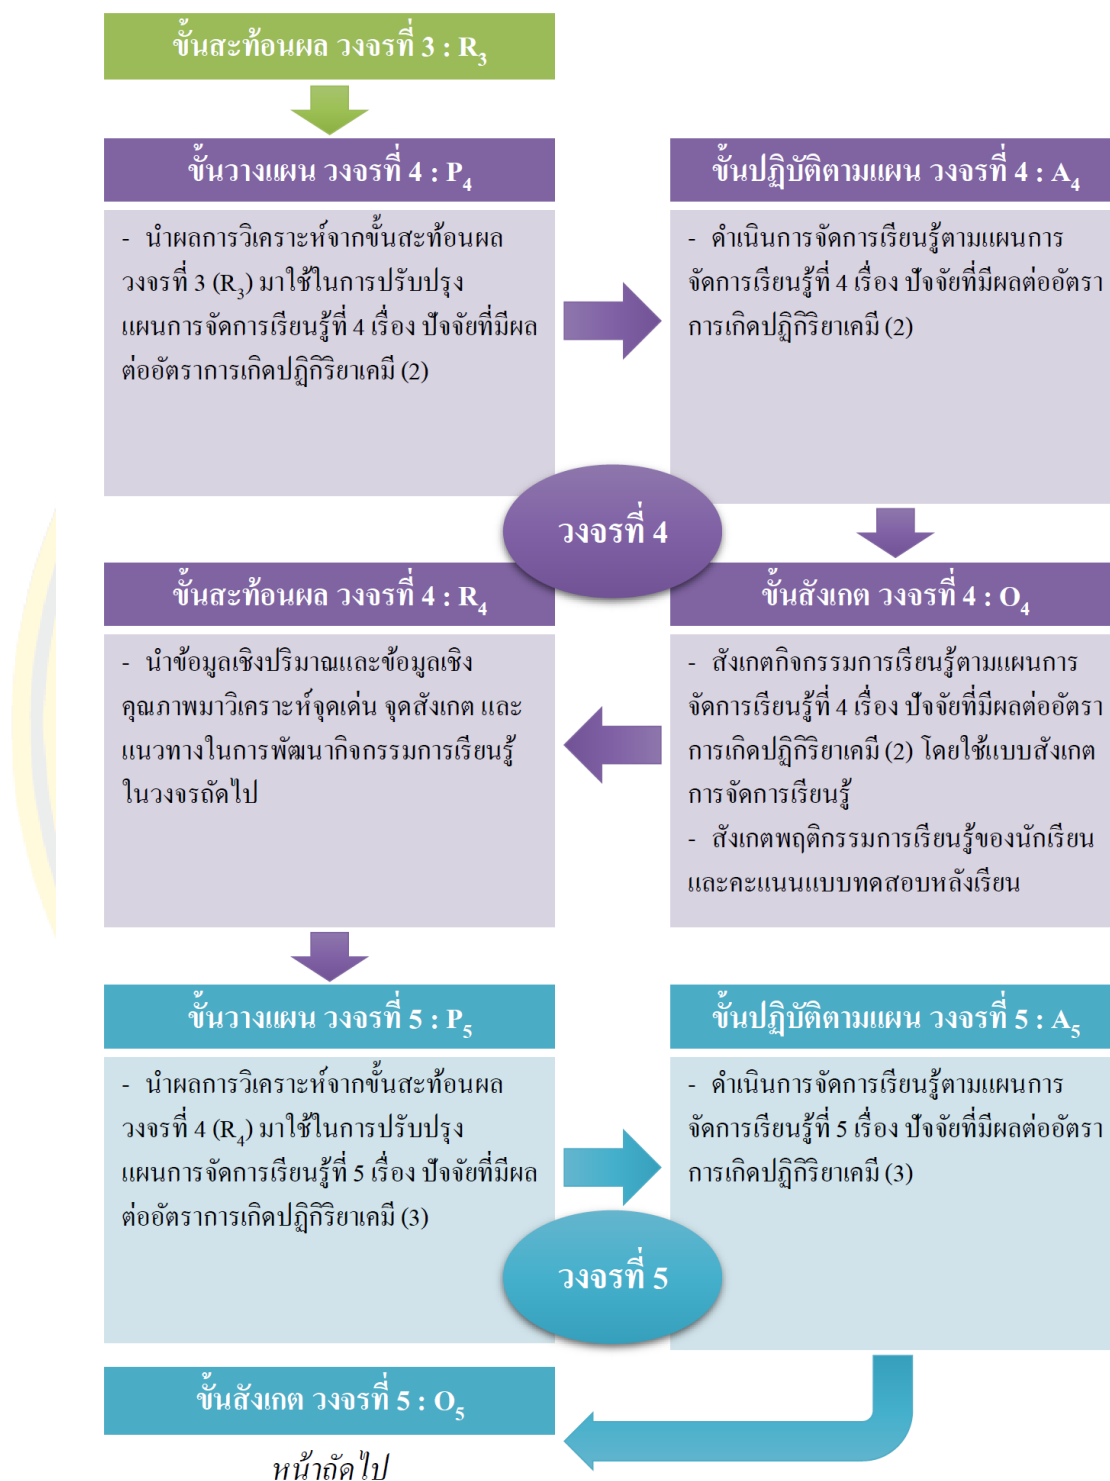 ขั้นสะท้อนผล วงจรที่ 3 : R3
ขั้นวางแผน วงจรที่ 4 : P4
- นำผลการวิเคราะห์จากขั้นสะท้อนผล
วงจรที่ 3 (R3) มาใช้ในการปรับปรุง
แผนการจัดการเรียนรู้ที่ 4 เรื่อง ปัจจัยที่มีผล
ต่ออัตราการเกิดปฏิกิริยาเคมี (2)
ขั้นปฏิบัติตามแผน วงจรที่ 4 : A4
- ดำเนินการจัดการเรียนรู้ตามแผนการ
จัดการเรียนรู้ที่ 4 เรื่อง ปัจจัยที่มีผลต่ออัตรา
การเกิดปฏิกิริยาเคมี (2)
วงจรที่ 4
ขั้นสังเกต วงจรที่ 4 : O4
- สังเกตกิจกรรมการเรียนรู้ตามแผนการ
จัดการเรียนรู้ที่ 4 เรื่อง ปัจจัยที่มีผลต่ออัตรา
การเกิดปฏิกิริยาเคมี (2) โดยใช้แบบสังเกต
การจัดการเรียนรู้
- สังเกตพฤติกรรมการเรียนรู้ของนักเรียน
และคะแนนแบบทดสอบหลังเรียน
ขั้นสะท้อนผล วงจรที่ 4 : R4
- นำข้อมูลเชิงปริมาณและข้อมูลเชิง
คุณภาพมาวิเคราะห์จุดเด่น จุดสังเกต และ
แนวทางในการพัฒนากิจกรรมการเรียนรู้
ในวงจรถัดไป
ขั้นวางแผน วงจรที่ 5 : P5
- นำผลการวิเคราะห์จากขั้นสะท้อนผล
วงจรที่ 4 (R4) มาใช้ในการปรับปรุง
แผนการจัดการเรียนรู้ที่ 5 เรื่อง ปัจจัยที่มีผล
ต่ออัตราการเกิดปฏิกิริยาเคมี (3)
ขั้นปฏิบัติตามแผน วงจรที่ 5 : A5
- ดำเนินการจัดการเรียนรู้ตามแผนการ
จัดการเรียนรู้ที่ 5 เรื่อง ปัจจัยที่มีผลต่ออัตรา
การเกิดปฏิกิริยาเคมี (3)
วงจรที่ 5
ขั้นสังเกต วงจรที่ 5 : O5
หน้าถัดไป